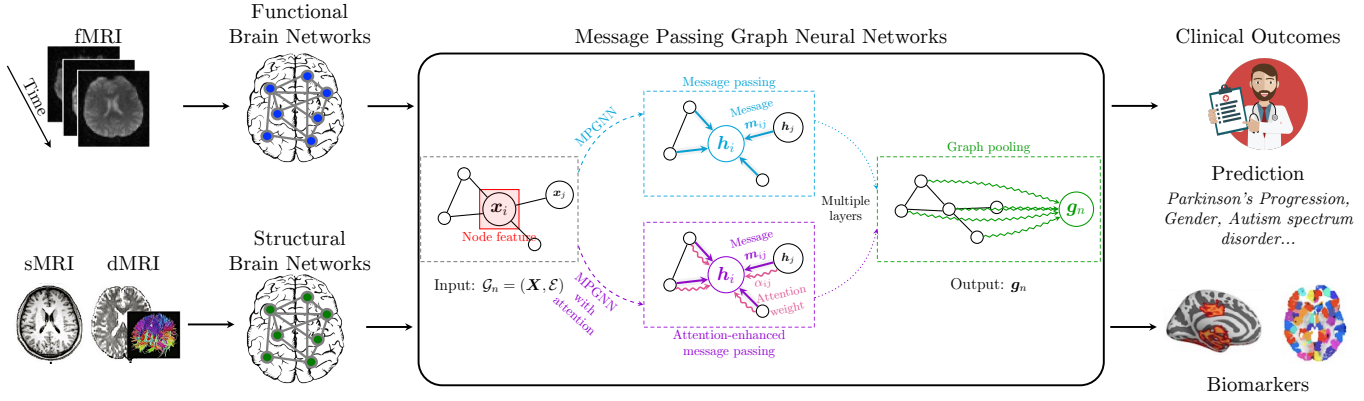 fMRI
Time
Functional
Brain Networks
sMRI
dMRI
Structural
Brain Networks
Message Passing Graph Neural Networks
x_i
x_j
Node feature
Input: 𝒢_n = (X, ℰ)
MPGNN
MPGNN
with attention
Message passing
Message
m_ij
h_j
h_i
Message
m_ij
h_j
h_i
α_ij
Attention
weight
Attention-enhanced
message passing
Multiple
layers
Graph pooling
g_n
Output: g_n
Clinical Outcomes
Prediction
Parkinson's Progression,
Gender, Autism spectrum
disorder...
Biomarkers